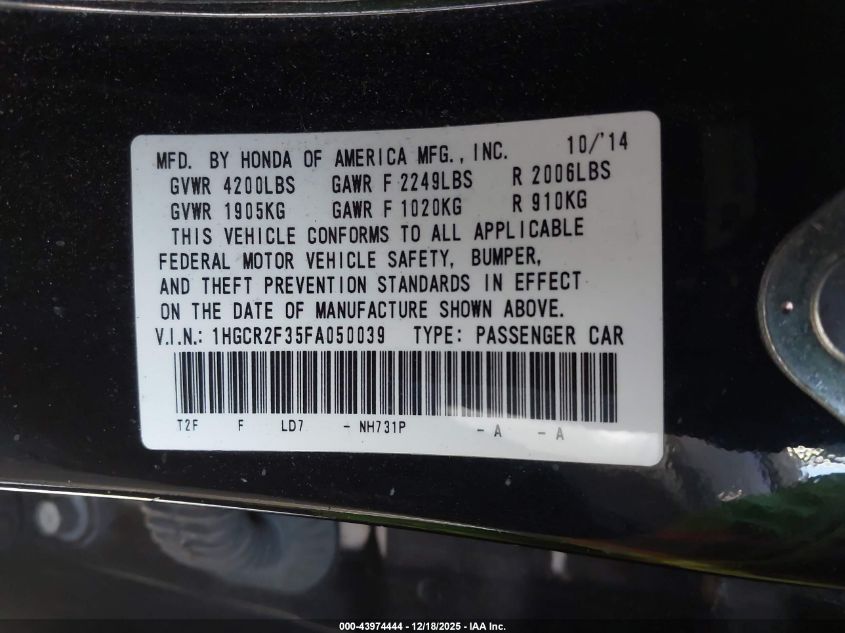 MFD. BY HONDA OF AMERICA MFG., INC. 10/'14
GVWR 4200LBS GAWR F 2249LBS R 2006LBS
GVWR 1905KG GAWR F 1020KG R 910KG
THIS VEHICLE CONFORMS TO ALL APPLICABLE
FEDERAL MOTOR VEHICLE SAFETY, BUMPER,
AND THEFT PREVENTION STANDARDS IN EFFECT
ON THE DATE OF MANUFACTURE SHOWN ABOVE.
V.I.N.: 1HGCR2F35FA050039 TYPE: PASSENGER CAR
T2F F LD7 - NH731P - A - A
000-43974444 - 12/18/2025 - IAA Inc.